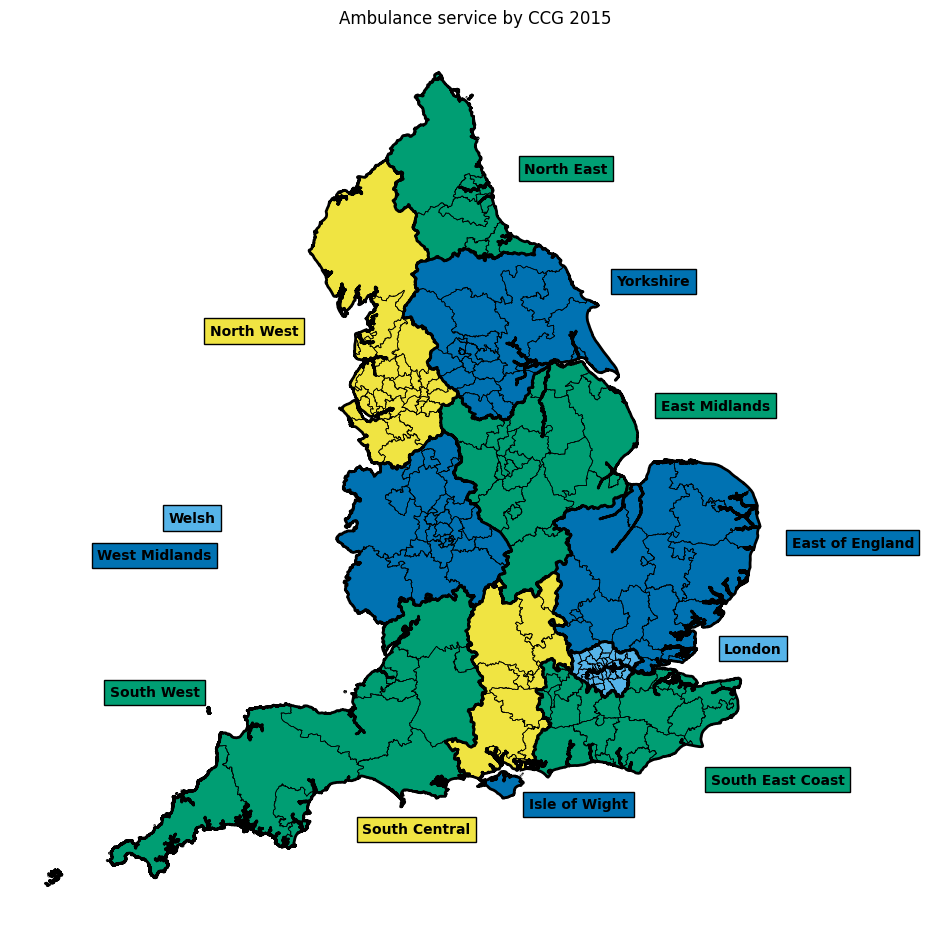 Ambulance service by CCG 2015
North East
Yorkshire
North West
East Midlands
Welsh
West Midlands
East of England
London
South West
South East Coast
Isle of Wight
South Central